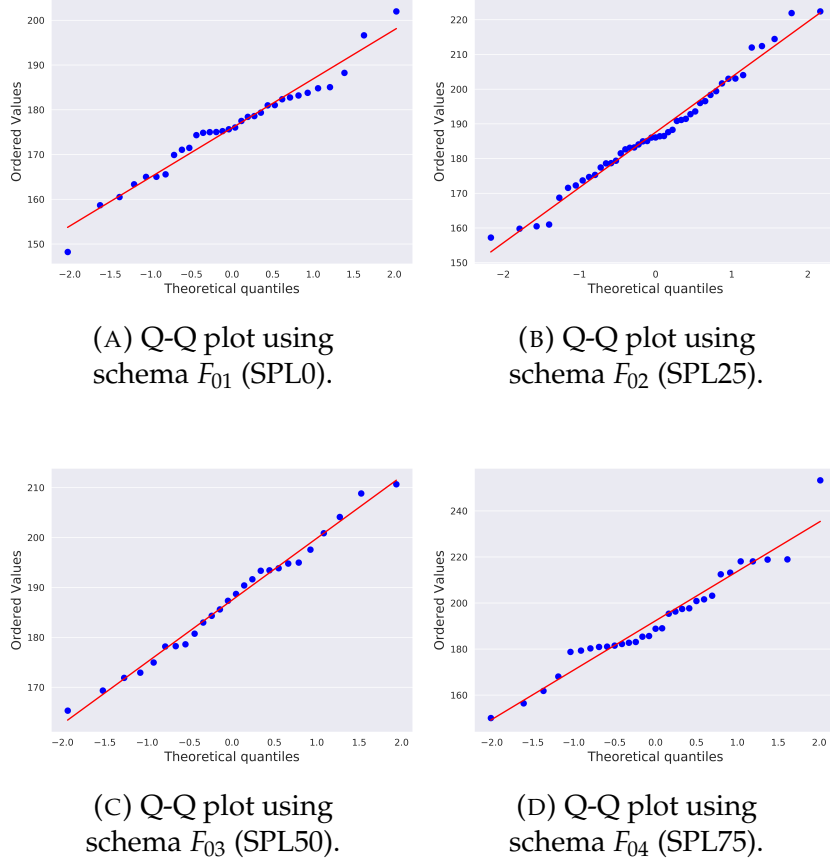 200
190
180
170
160
150
Ordered Values
−2.0 −1.5 −1.0 −0.5 0.0 0.5 1.0 1.5 2.0
Theoretical quantiles
(A) Q-Q plot using
schema F01 (SPL0).
220
210
200
190
180
170
160
150
Ordered Values
−2 −1 0 1 2
Theoretical quantiles
(B) Q-Q plot using
schema F02 (SPL25).
210
200
190
180
170
Ordered Values
−2.0 −1.5 −1.0 −0.5 0.0 0.5 1.0 1.5 2.0
Theoretical quantiles
(C) Q-Q plot using
schema F03 (SPL50).
240
220
200
180
160
Ordered Values
−2.0 −1.5 −1.0 −0.5 0.0 0.5 1.0 1.5 2.0
Theoretical quantiles
(D) Q-Q plot using
schema F04 (SPL75).